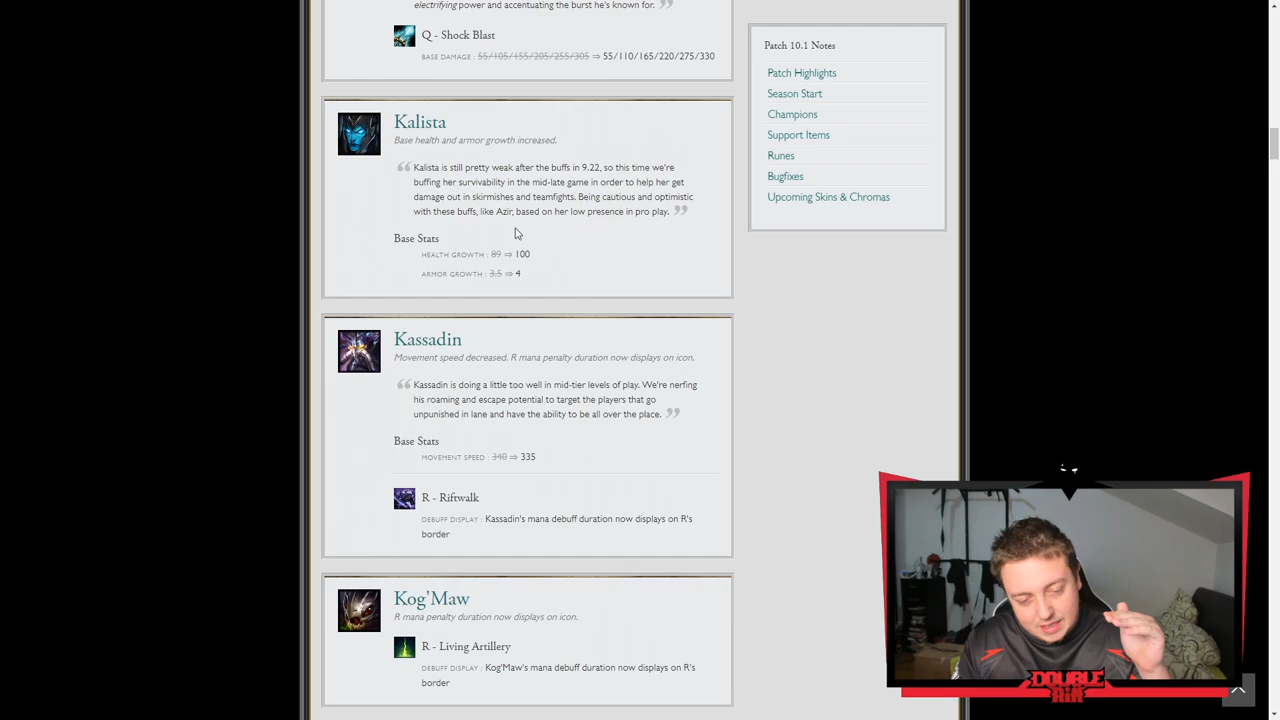 electrifying power and accentuating the burst he's known for.
Q - Shock Blast
BASE DAMAGE : 55/105/155/205/255/305 ⇒ 55/110/165/220/275/330
Kalista
Base health and armor growth increased.
Kalista is still pretty weak after the buffs in 9.22, so this time we're
buffing her survivability in the mid-late game in order to help her get
damage out in skirmishes and teamfights. Being cautious and optimistic
with these buffs, like Azir, based on her low presence in pro play.
Base Stats
HEALTH GROWTH : 89 ⇒ 100
ARMOR GROWTH : 3.5 ⇒ 4
Kassadin
Movement speed decreased. R mana penalty duration now displays on icon.
Kassadin is doing a little too well in mid-tier levels of play. We're nerfing
his roaming and escape potential to target the players that go
unpunished in lane and have the ability to be all over the place.
Base Stats
MOVEMENT SPEED : 340 ⇒ 335
R - Riftwalk
DEBUFF DISPLAY : Kassadin's mana debuff duration now displays on R's
border
Kog'Maw
R mana penalty duration now displays on icon.
R - Living Artillery
DEBUFF DISPLAY : Kog'Maw's mana debuff duration now displays on R's
border
Patch 10.1 Notes
Patch Highlights
Season Start
Champions
Support Items
Runes
Bugfixes
Upcoming Skins & Chromas
DOUBLE
AIM